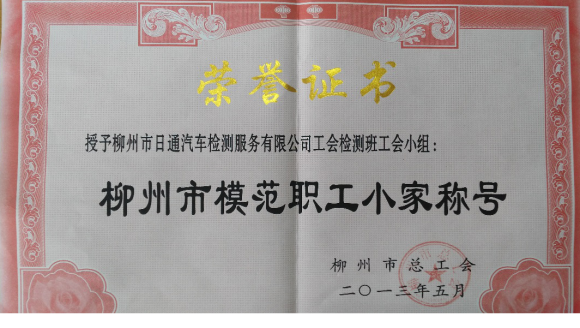 荣誉证书
授予柳州市日通汽车检测服务有限公司工会检测班工会小组：
柳州市模范职工小家称号
柳州市总工会
二〇一三年五月